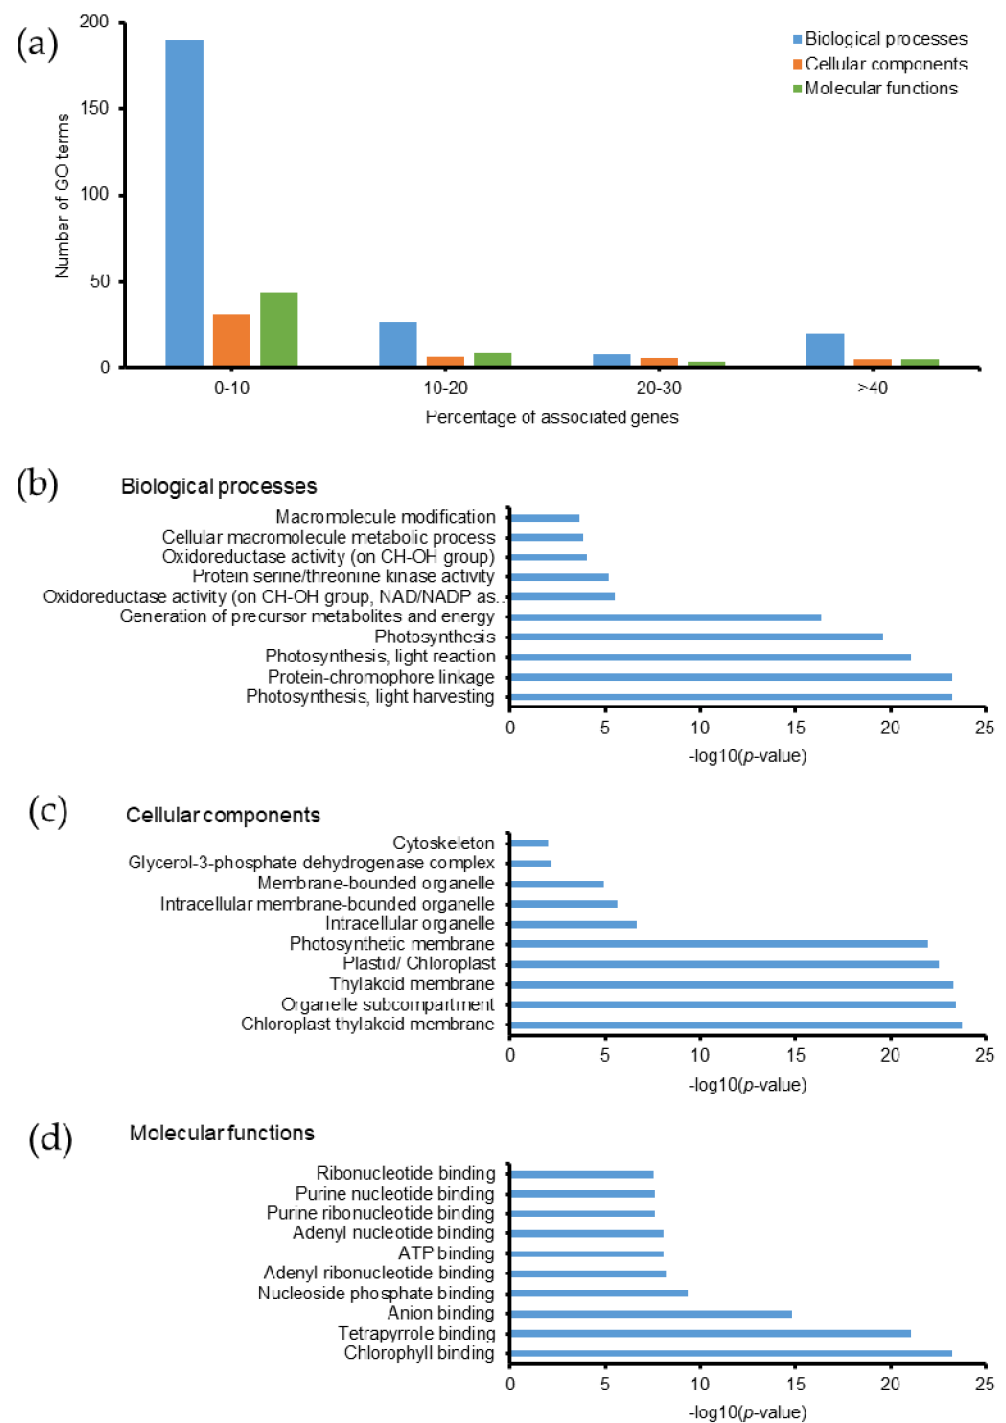 (a)
200
150
100
50
0
Number of GO terms
Biological processes
Cellular components
Molecular functions
0-10
10-20
20-30
>40
Percentage of associated genes
(b)
Biological processes
Macromolecule modification
Cellular macromolecule metabolic process
Oxidoreductase activity (on CH-OH group)
Protein serine/threonine kinase activity
Oxidoreductase activity (on CH-OH group, NAD/NADP as..
Generation of precursor metabolites and energy
Photosynthesis
Photosynthesis, light reaction
Protein-chromophore linkage
Photosynthesis, light harvesting
0 5 10 15 20 25
-log10(p-value)
(c)
Cellular components
Cytoskeleton
Glycerol-3-phosphate dehydrogenase complex
Membrane-bounded organelle
Intracellular membrane-bounded organelle
Intracellular organelle
Photosynthetic membrane
Plastid/ Chloroplast
Thylakoid membrane
Organelle subcompartment
Chloroplast thylakoid membrane
0 5 10 15 20 25
-log10(p-value)
(d)
Molecular functions
Ribonucleotide binding
Purine nucleotide binding
Purine ribonucleotide binding
Adenyl nucleotide binding
ATP binding
Adenyl ribonucleotide binding
Nucleoside phosphate binding
Anion binding
Tetrapyrrole binding
Chlorophyll binding
0 5 10 15 20 25
-log10(p-value)